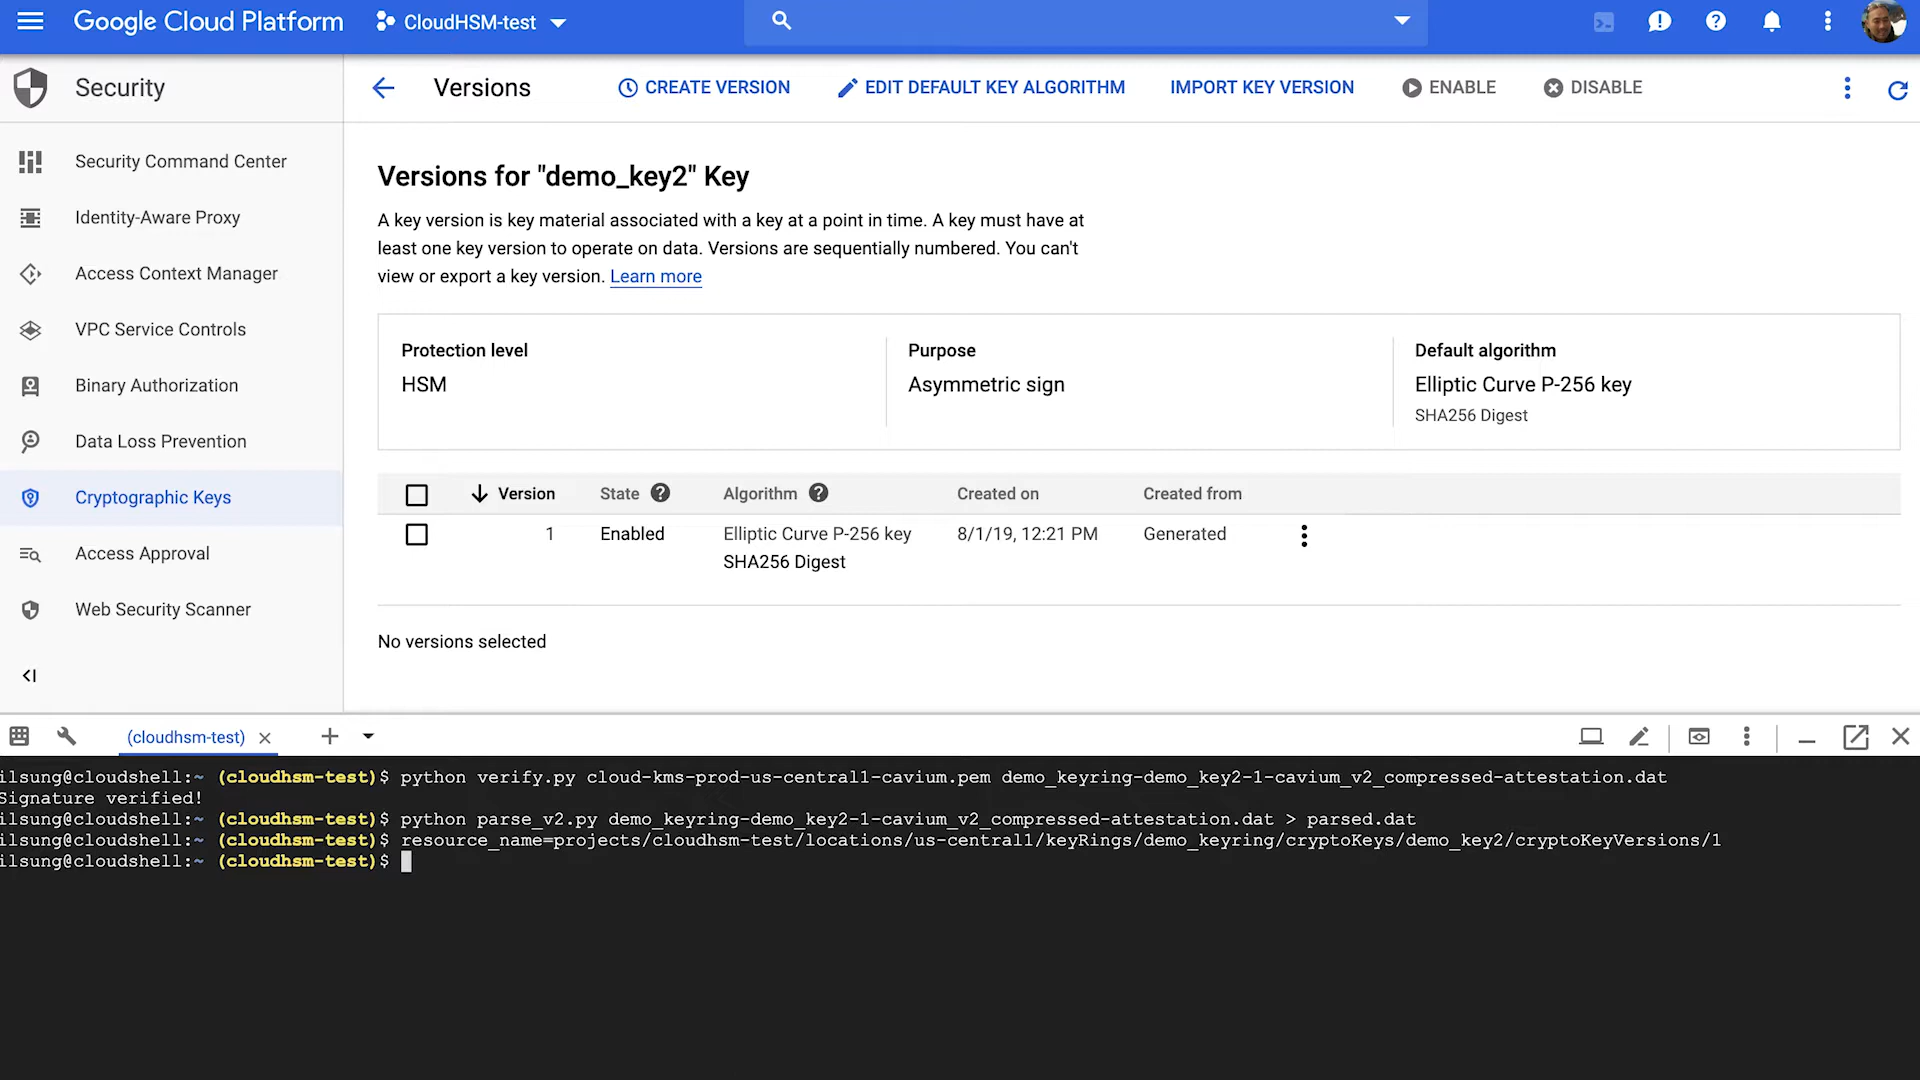 Google Cloud Platform
CloudHSM-test
Security
Versions
CREATE VERSION
EDIT DEFAULT KEY ALGORITHM
IMPORT KEY VERSION
ENABLE
DISABLE
Security Command Center
Identity-Aware Proxy
Access Context Manager
VPC Service Controls
Binary Authorization
Data Loss Prevention
Cryptographic Keys
Access Approval
Web Security Scanner
Versions for "demo_key2" Key
A key version is key material associated with a key at a point in time. A key must have at
least one key version to operate on data. Versions are sequentially numbered. You can't
view or export a key version. Learn more
Protection level
HSM
Purpose
Asymmetric sign
Default algorithm
Elliptic Curve P-256 key
SHA256 Digest
Version State Algorithm Created on Created from
1 Enabled Elliptic Curve P-256 key 8/1/19, 12:21 PM Generated
SHA256 Digest
No versions selected
(cloudhsm-test)
ilsung@cloudshell:~ (cloudhsm-test)$ python verify.py cloud-kms-prod-us-central1-cavium.pem demo_keyring-demo_key2-1-cavium_v2_compressed-attestation.dat
Signature verified!
ilsung@cloudshell:~ (cloudhsm-test)$ python parse_v2.py demo_keyring-demo_key2-1-cavium_v2_compressed-attestation.dat > parsed.dat
ilsung@cloudshell:~ (cloudhsm-test)$ resource_name=projects/cloudhsm-test/locations/us-central1/keyRings/demo_keyring/cryptoKeys/demo_key2/cryptoKeyVersions/1
ilsung@cloudshell:~ (cloudhsm-test)$